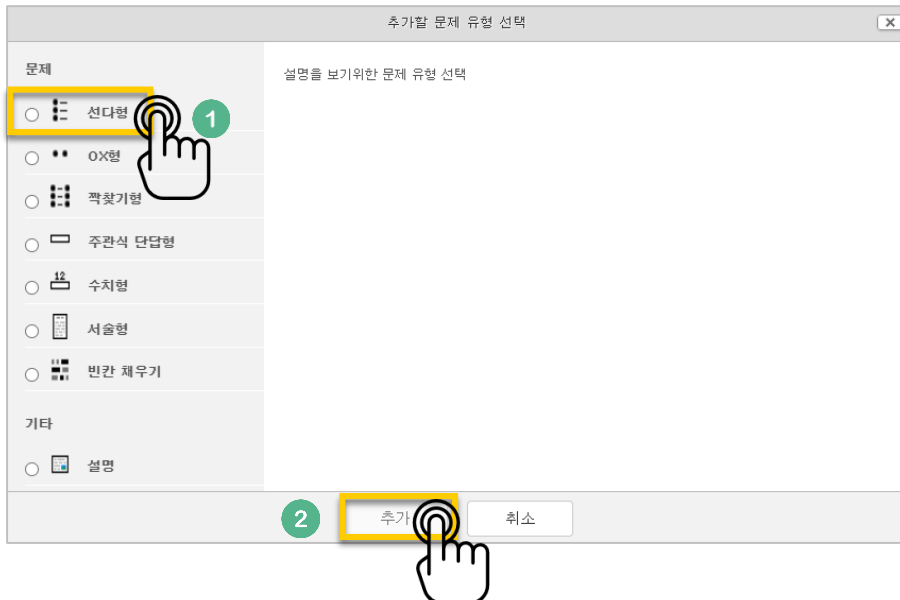 추가할 문제 유형 선택
문제
설명을 보기위한 문제 유형 선택
선다형
1
OX형
짝찾기형
주관식 단답형
12
수치형
서술형
빈칸 채우기
기타
설명
2
추가
취소